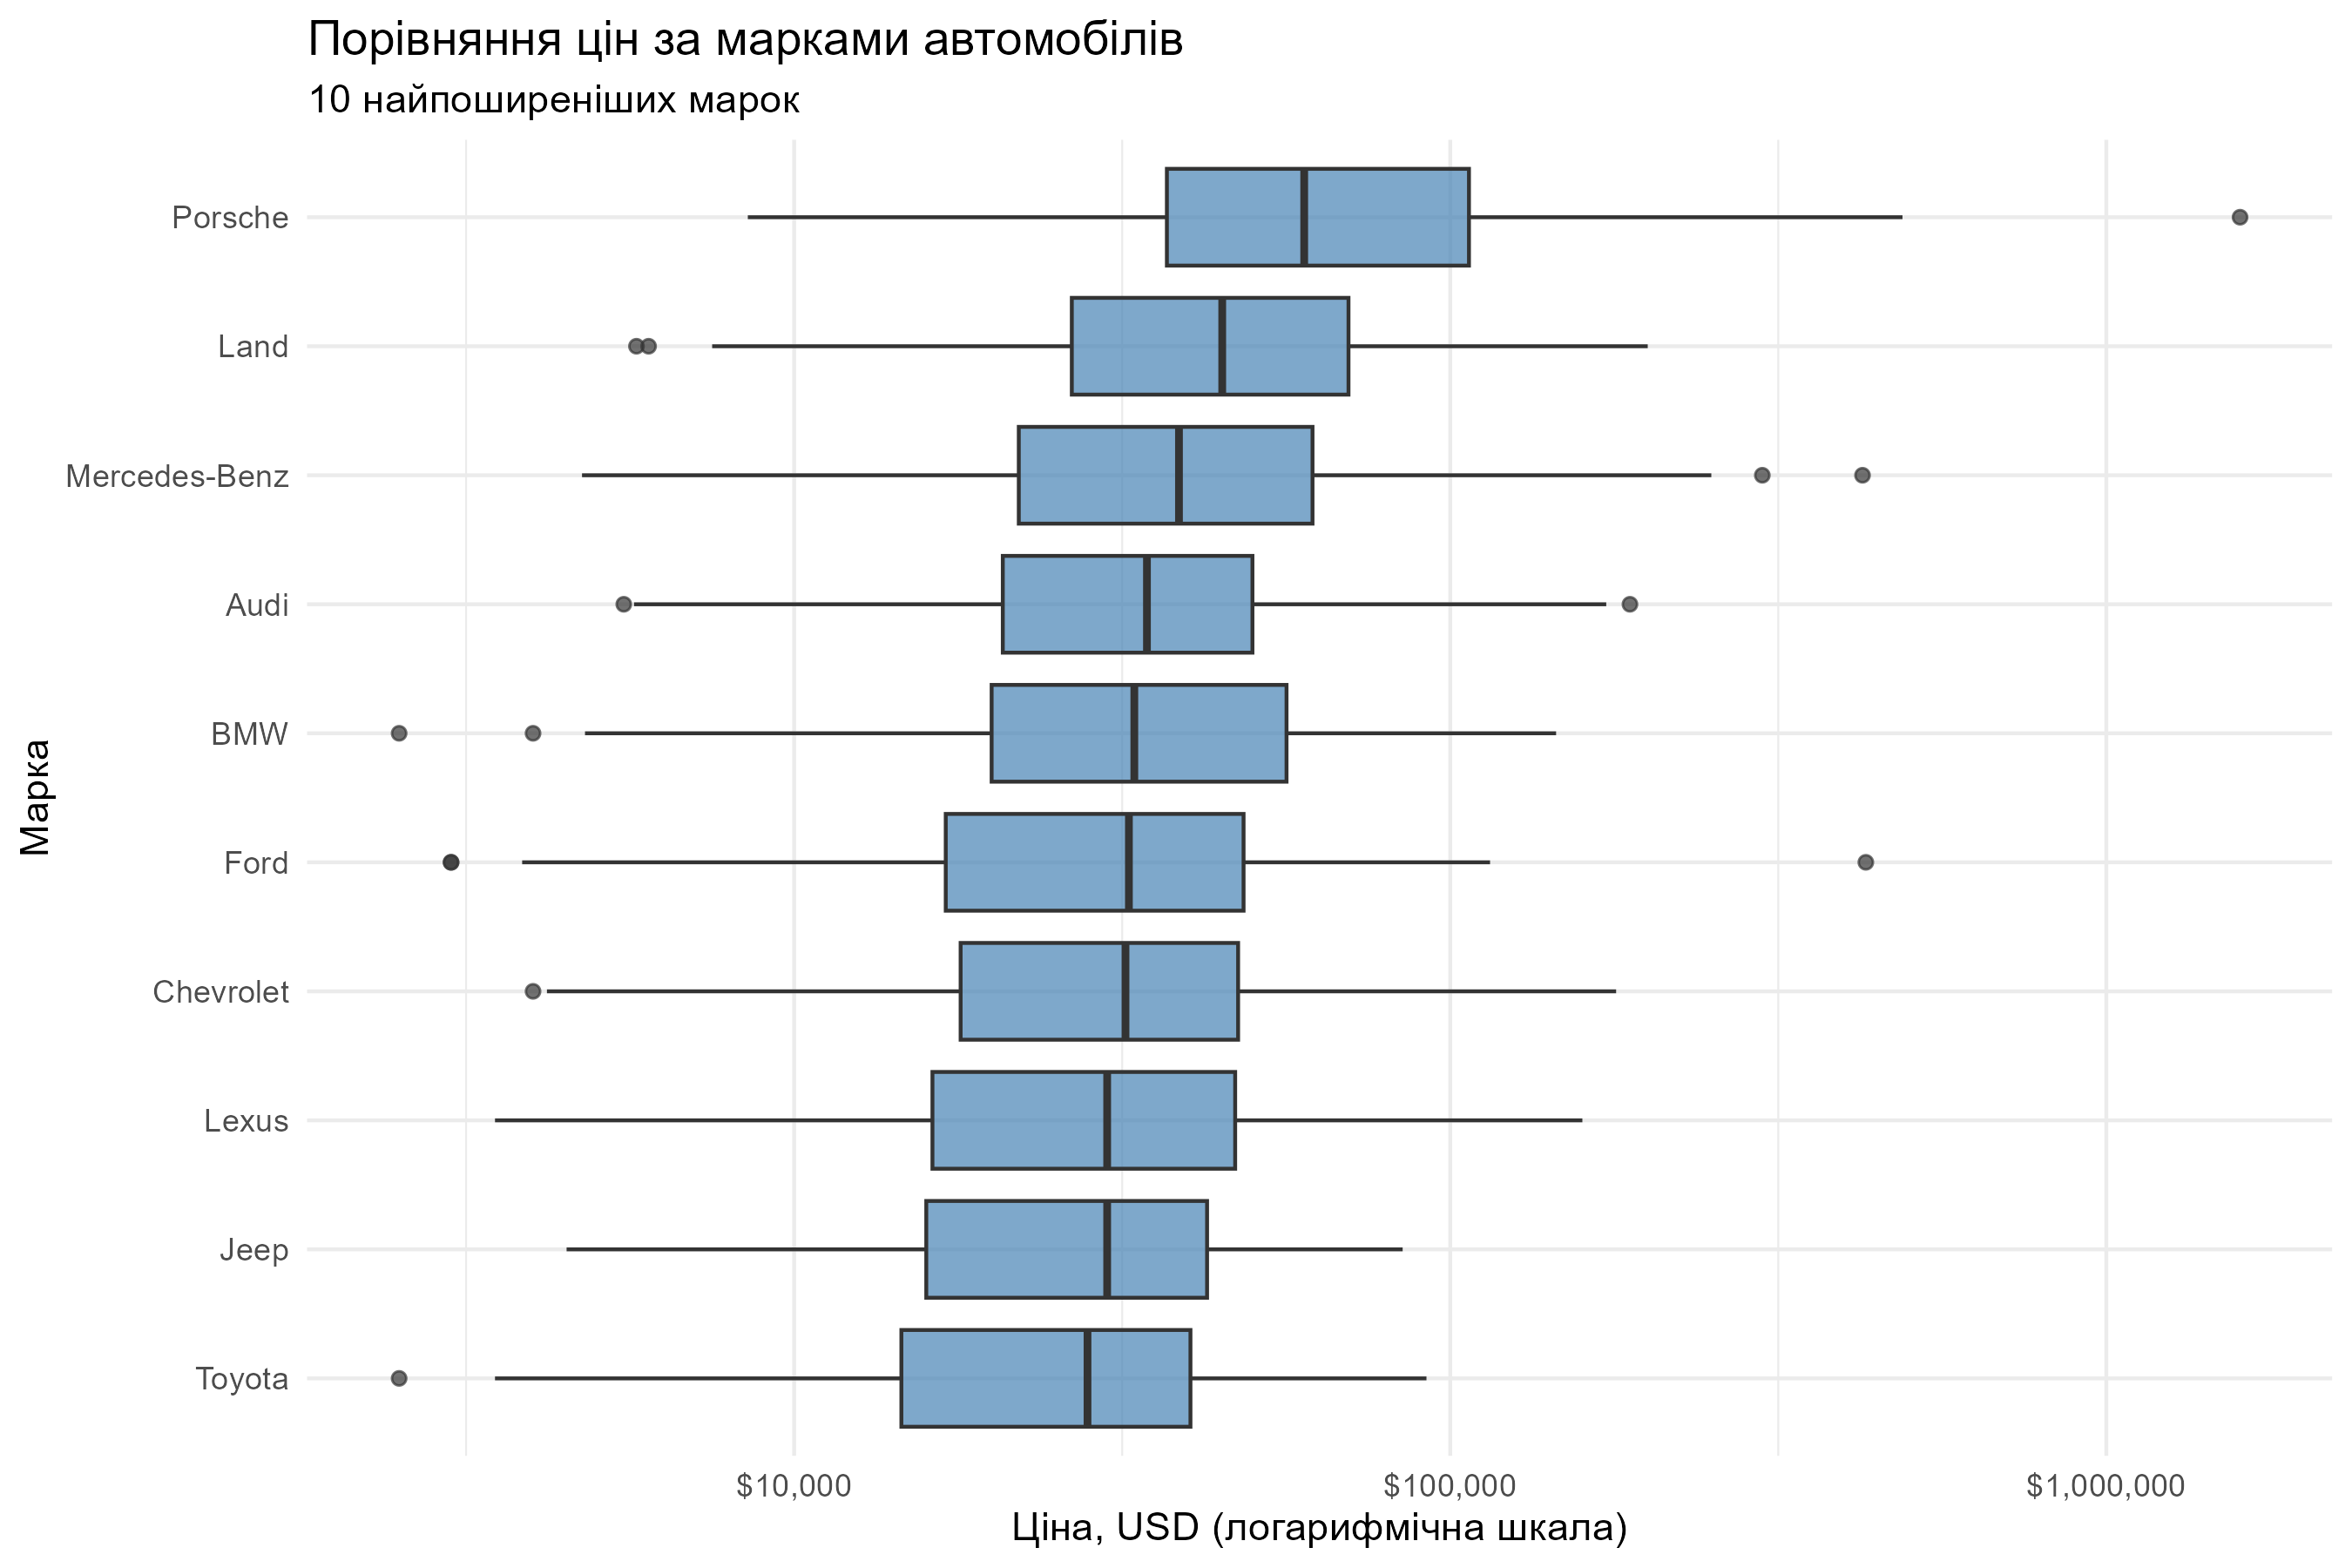 Порівняння цін за марками автомобілів
10 найпоширеніших марок
Марка
Porsche
Land
Mercedes-Benz
Audi
BMW
Ford
Chevrolet
Lexus
Jeep
Toyota
$10,000
$100,000
$1,000,000
Ціна, USD (логарифмічна шкала)